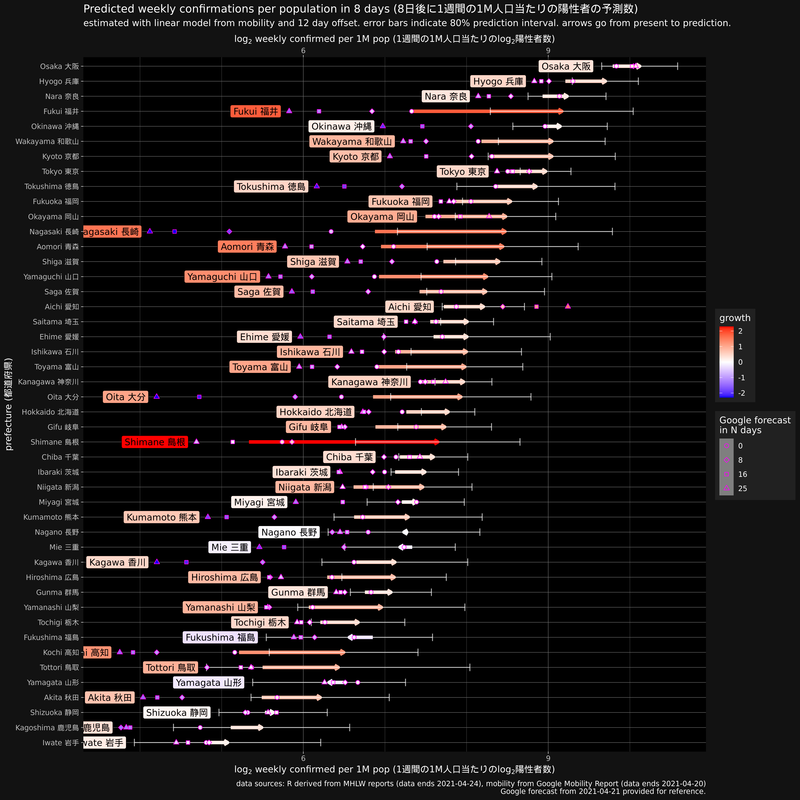 Predicted weekly confirmations per population in 8 days (8日後に1週間の1M人口当たりの陽性者の予測数)
estimated with linear model from mobility and 12 day offset. error bars indicate 80% prediction interval. arrows go from present to prediction.
log2 weekly confirmed per 1M pop (1週間の1M人口当たりのlog2陽性者数)
6 9
Osaka 大阪 Osaka 大阪
Hyogo 兵庫 Hyogo 兵庫
Nara 奈良 Nara 奈良
Fukui 福井 Fukui 福井
Okinawa 沖縄 Okinawa 沖縄
Wakayama 和歌山 Wakayama 和歌山
Kyoto 京都 Kyoto 京都
Tokyo 東京 Tokyo 東京
Tokushima 徳島 Tokushima 徳島
Fukuoka 福岡 Fukuoka 福岡
Okayama 岡山 Okayama 岡山
Nagasaki 長崎 agasaki 長崎
Aomori 青森 Aomori 青森
Shiga 滋賀 Shiga 滋賀
Yamaguchi 山口 Yamaguchi 山口
Saga 佐賀 Saga 佐賀
Aichi 愛知 Aichi 愛知
Saitama 埼玉 Saitama 埼玉
Ehime 愛媛 Ehime 愛媛
Ishikawa 石川 Ishikawa 石川
Toyama 富山 Toyama 富山
Kanagawa 神奈川 Kanagawa 神奈川
Oita 大分 Oita 大分
Hokkaido 北海道 Hokkaido 北海道
Gifu 岐阜 Gifu 岐阜
Shimane 島根 Shimane 島根
Chiba 千葉 Chiba 千葉
Ibaraki 茨城 Ibaraki 茨城
Niigata 新潟 Niigata 新潟
Miyagi 宮城 Miyagi 宮城
Kumamoto 熊本 Kumamoto 熊本
Nagano 長野 Nagano 長野
Mie 三重 Mie 三重
Kagawa 香川 Kagawa 香川
Hiroshima 広島 Hiroshima 広島
Gunma 群馬 Gunma 群馬
Yamanashi 山梨 Yamanashi 山梨
Tochigi 栃木 Tochigi 栃木
Fukushima 福島 Fukushima 福島
Kochi 高知 i 高知
Tottori 鳥取 Tottori 鳥取
Yamagata 山形 Yamagata 山形
Akita 秋田 Akita 秋田
Shizuoka 静岡 Shizuoka 静岡
Kagoshima 鹿児島 鹿児島
Iwate 岩手 wate 岩手
6 9
log2 weekly confirmed per 1M pop (1週間の1M人口当たりのlog2陽性者数)
prefecture (都道府県)
growth
2
1
0
-1
-2
Google forecast
in N days
0
8
16
25
data sources: R derived from MHLW reports (data ends 2021-04-24), mobility from Google Mobility Report (data ends 2021-04-20)
Google forecast from 2021-04-21 provided for reference.